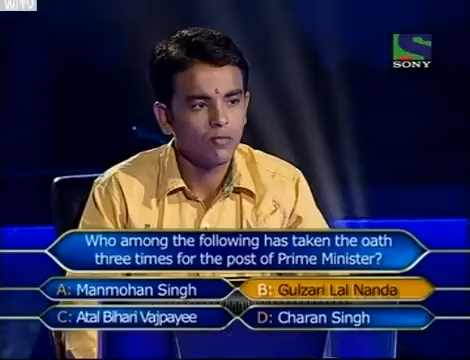 SONY
Who among the following has taken the oath
three times for the post of Prime Minister?
A: Manmohan Singh
B: Gulzari Lal Nanda
C: Atal Bihari Vajpayee
D: Charan Singh